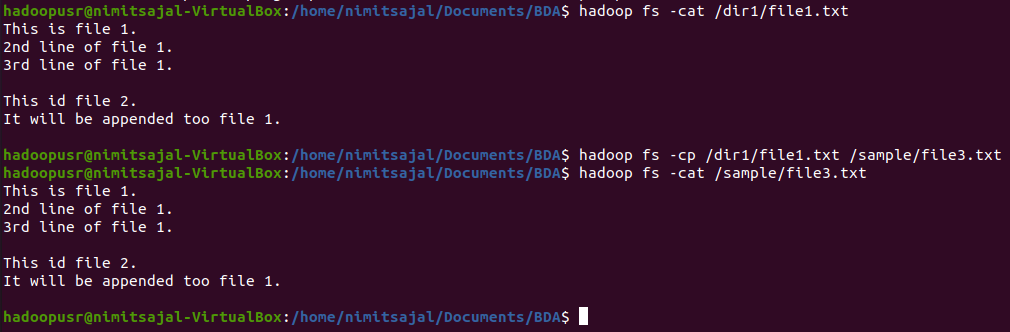 hadoopusr@nimitsajal-VirtualBox:/home/nimitsajal/Documents/BDA$ hadoop fs -cat /dir1/file1.txt
This is file 1.
2nd line of file 1.
3rd line of file 1.

This id file 2.
It will be appended too file 1.

hadoopusr@nimitsajal-VirtualBox:/home/nimitsajal/Documents/BDA$ hadoop fs -cp /dir1/file1.txt /sample/file3.txt
hadoopusr@nimitsajal-VirtualBox:/home/nimitsajal/Documents/BDA$ hadoop fs -cat /sample/file3.txt
This is file 1.
2nd line of file 1.
3rd line of file 1.

This id file 2.
It will be appended too file 1.

hadoopusr@nimitsajal-VirtualBox:/home/nimitsajal/Documents/BDA$